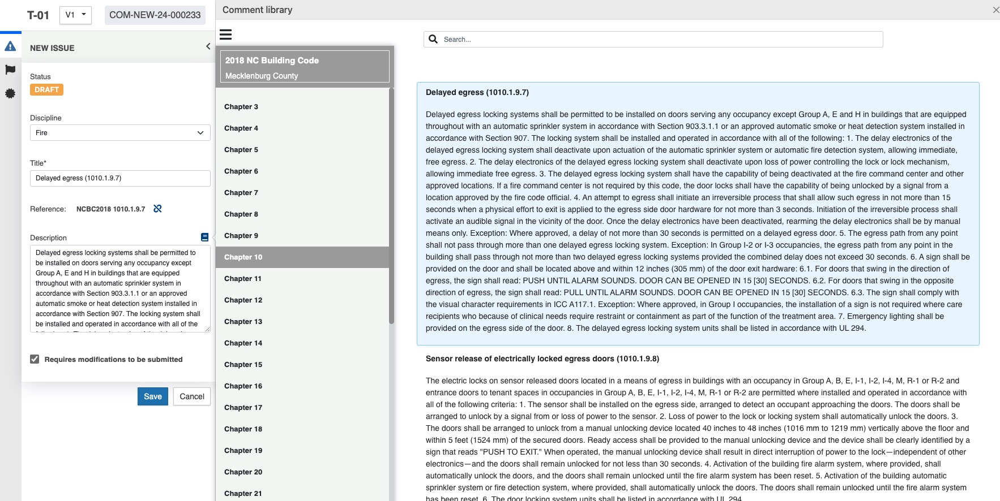 T-01
V1
COM-NEW-24-000233
Comment library
NEW ISSUE
Status
DRAFT
Discipline
Fire
Title*
Delayed egress (1010.1.9.7)
Reference: NCBC2018 1010.1.9.7
Description
Delayed egress locking systems shall be permitted to
be installed on doors serving any occupancy except
Group A, E and H in buildings that are equipped
throughout with an automatic sprinkler system in
accordance with Section 903.3.1.1 or an approved
automatic smoke or heat detection system installed in
accordance with Section 907. The locking system shall
be installed and operated in accordance with all of the
Requires modifications to be submitted
Save
Cancel
2018 NC Building Code
Mecklenburg County
Chapter 3
Chapter 4
Chapter 5
Chapter 6
Chapter 7
Chapter 8
Chapter 9
Chapter 10
Chapter 11
Chapter 12
Chapter 13
Chapter 14
Chapter 15
Chapter 16
Chapter 17
Chapter 18
Chapter 19
Chapter 20
Chapter 21
Search...
Delayed egress (1010.1.9.7)
Delayed egress locking systems shall be permitted to be installed on doors serving any occupancy except Group A, E and H in buildings that are equipped
throughout with an automatic sprinkler system in accordance with Section 903.3.1.1 or an approved automatic smoke or heat detection system installed in
accordance with Section 907. The locking system shall be installed and operated in accordance with all of the following: 1. The delay electronics of the
delayed egress locking system shall deactivate upon actuation of the automatic sprinkler system or automatic fire detection system, allowing immediate,
free egress. 2. The delay electronics of the delayed egress locking system shall deactivate upon loss of power controlling the lock or lock mechanism,
allowing immediate free egress. 3. The delayed egress locking system shall have the capability of being deactivated at the fire command center and other
approved locations. If a fire command center is not required by this code, the door locks shall have the capability of being unlocked by a signal from a
location approved by the fire code official. 4. An attempt to egress shall initiate an irreversible process that shall allow such egress in not more than 15
seconds when a physical effort to exit is applied to the egress side door hardware for not more than 3 seconds. Initiation of the irreversible process shall
activate an audible signal in the vicinity of the door. Once the delay electronics have been deactivated, rearming the delay electronics shall be by manual
means only. Exception: Where approved, a delay of not more than 30 seconds is permitted on a delayed egress door. 5. The egress path from any point
shall not pass through more than one delayed egress locking system. Exception: In Group I-2 or I-3 occupancies, the egress path from any point in the
building shall pass through not more than two delayed egress locking systems provided the combined delay does not exceed 30 seconds. 6. A sign shall be
provided on the door and shall be located above and within 12 inches (305 mm) of the door exit hardware: 6.1. For doors that swing in the direction of
egress, the sign shall read: PUSH UNTIL ALARM SOUNDS. DOOR CAN BE OPENED IN 15 [30] SECONDS. 6.2. For doors that swing in the opposite
direction of egress, the sign shall read: PULL UNTIL ALARM SOUNDS. DOOR CAN BE OPENED IN 15 [30] SECONDS. 6.3. The sign shall comply with
the visual character requirements in ICC A117.1. Exception: Where approved, in Group I occupancies, the installation of a sign is not required where care
recipients who because of clinical needs require restraint or containment as part of the function of the treatment area. 7. Emergency lighting shall be
provided on the egress side of the door. 8. The delayed egress locking system units shall be listed in accordance with UL 294.
Sensor release of electrically locked egress doors (1010.1.9.8)
The electric locks on sensor released doors located in a means of egress in buildings with an occupancy in Group A, B, E, I-1, I-2, I-4, M, R-1 or R-2 and
entrance doors to tenant spaces in occupancies in Group A, B, E, I-1, I-2, I-4, M, R-1 or R-2 are permitted where installed and operated in accordance with
all of the following criteria: 1. The sensor shall be installed on the egress side, arranged to detect an occupant approaching the doors. The doors shall be
arranged to unlock by a signal from or loss of power to the sensor. 2. Loss of power to the lock or locking system shall automatically unlock the doors. 3.
The doors shall be arranged to unlock from a manual unlocking device located 40 inches to 48 inches (1016 mm to 1219 mm) vertically above the floor and
within 5 feet (1524 mm) of the secured doors. Ready access shall be provided to the manual unlocking device and the device shall be clearly identified by a
sign that reads "PUSH TO EXIT." When operated, the manual unlocking device shall result in direct interruption of power to the lock—independent of other
electronics—and the doors shall remain unlocked for not less than 30 seconds. 4. Activation of the building fire alarm system, where provided, shall
automatically unlock the doors, and the doors shall remain unlocked until the fire alarm system has been reset. 5. Activation of the building automatic
sprinkler system or fire detection system, where provided, shall automatically unlock the doors. The doors shall remain unlocked until the fire alarm system
has been reset. 6. The door locking system units shall be listed in accordance with UL 294.